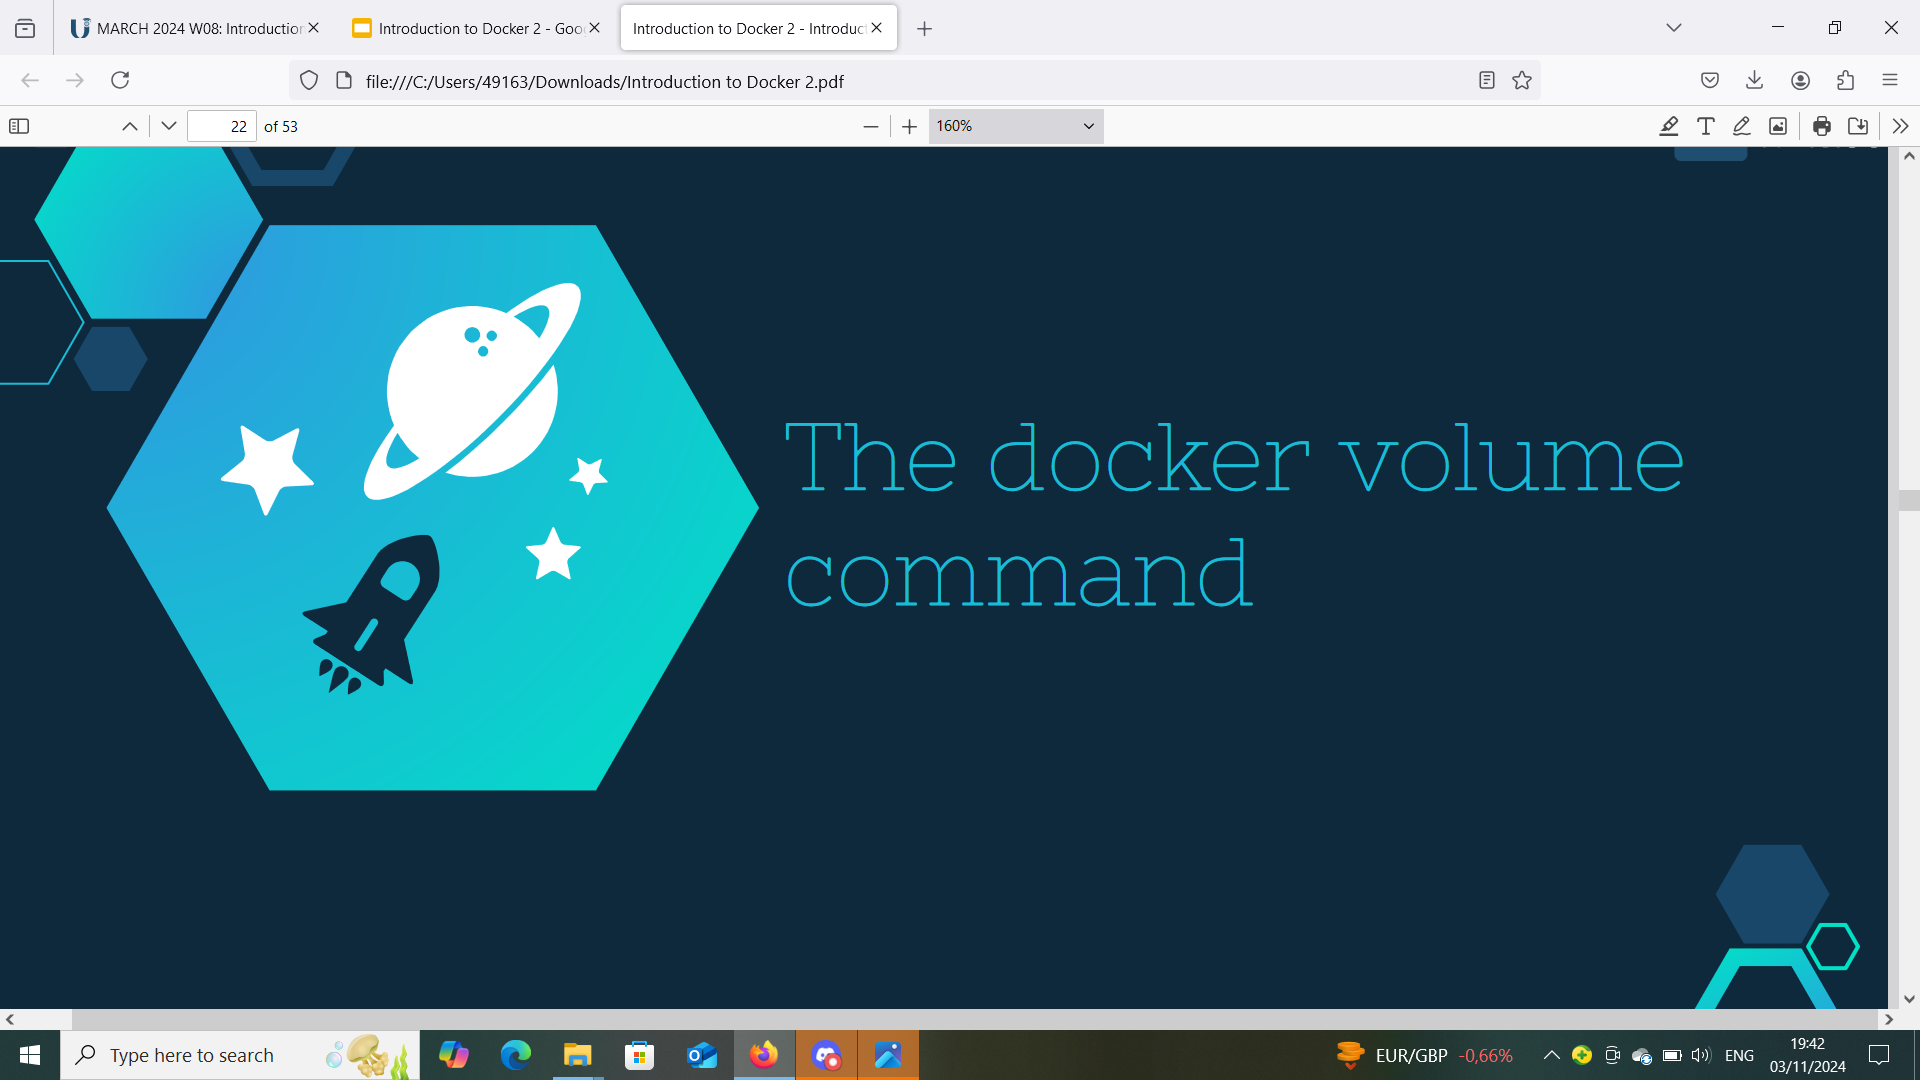 MARCH 2024 W08: Introduction
Introduction to Docker 2 - Goo
Introduction to Docker 2 - Introduc
file:///C:/Users/49163/Downloads/Introduction to Docker 2.pdf
22 of 53
160%
The docker volume
command
Type here to search
EUR/GBP -0,66%
ENG
19:42
03/11/2024